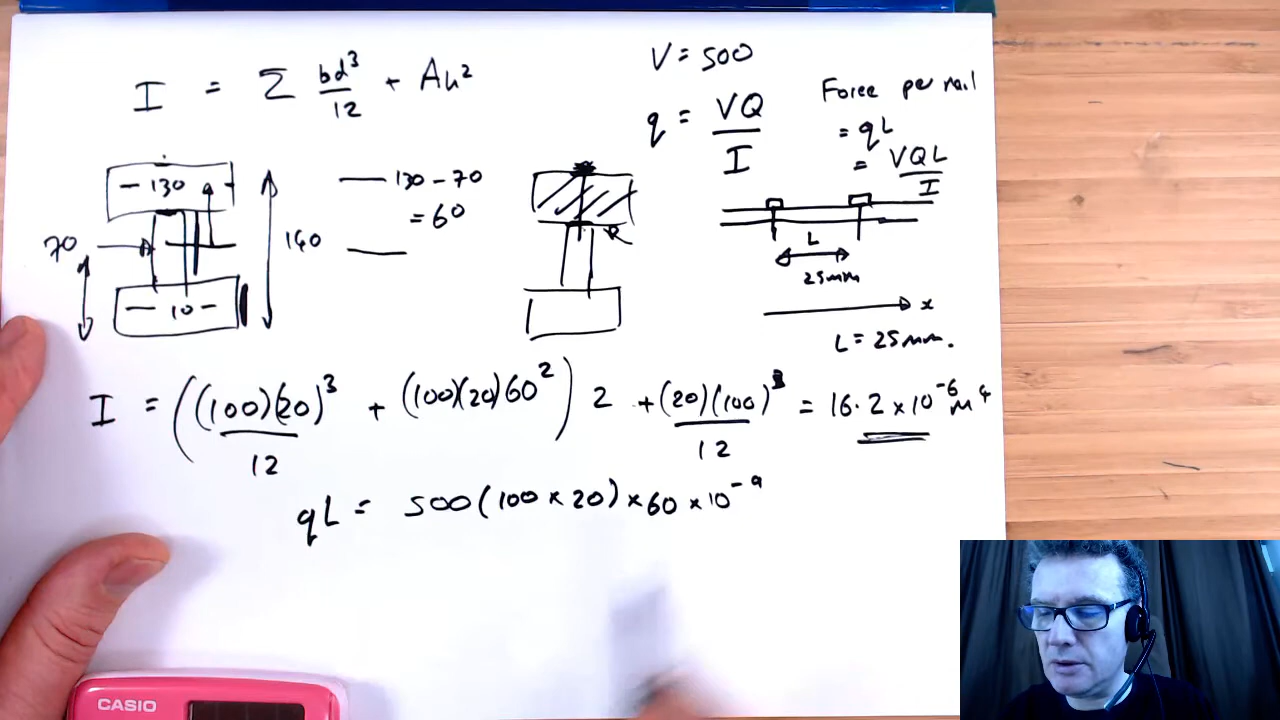 I = Σ bd³/12 + Ah²
V = 500
q = VQ/I
Force per nail
= qL
= VQL/I
130
70
10
140
130 - 70
= 60
L
25mm
x
L = 25mm.
I = ((100)(20)³/12 + (100)(20)60²) 2 + (20)(100)³/12 = 16.2 × 10⁻⁶ m⁴
qL = 500(100 × 20) × 60 × 10⁻⁹
CASIO